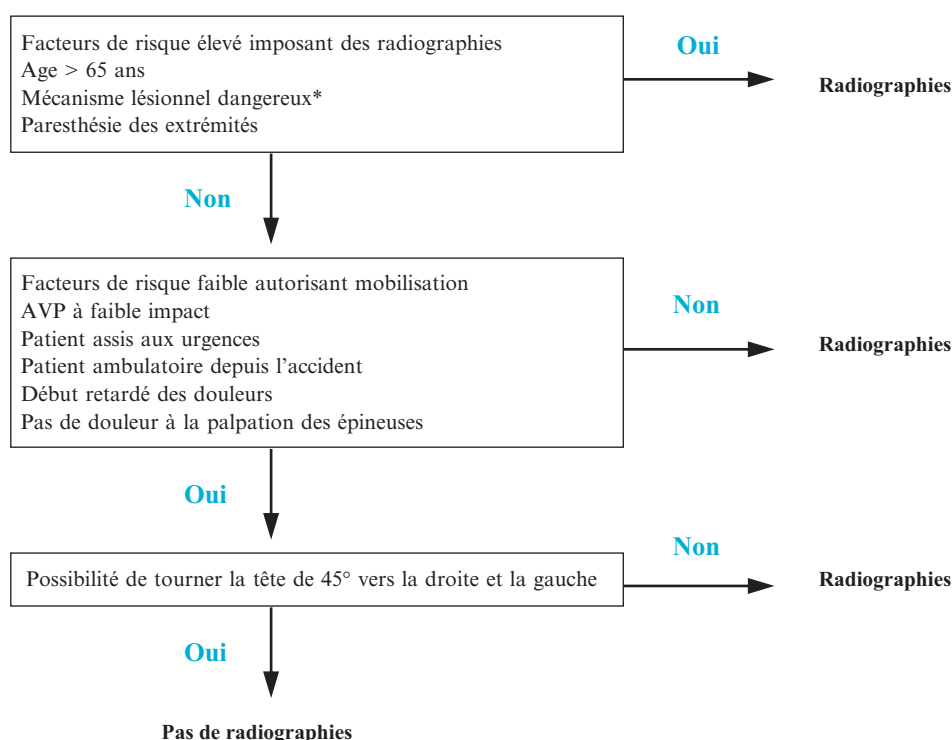 Facteurs de risque élevé imposant des radiographies
Age > 65 ans
Mécanisme lésionnel dangereux*
Paresthésie des extrémités
Oui
Radiographies
Non
Facteurs de risque faible autorisant mobilisation
AVP à faible impact
Patient assis aux urgences
Patient ambulatoire depuis l'accident
Début retardé des douleurs
Pas de douleur à la palpation des épineuses
Non
Radiographies
Oui
Possibilité de tourner la tête de 45° vers la droite et la gauche
Non
Radiographies
Oui
Pas de radiographies